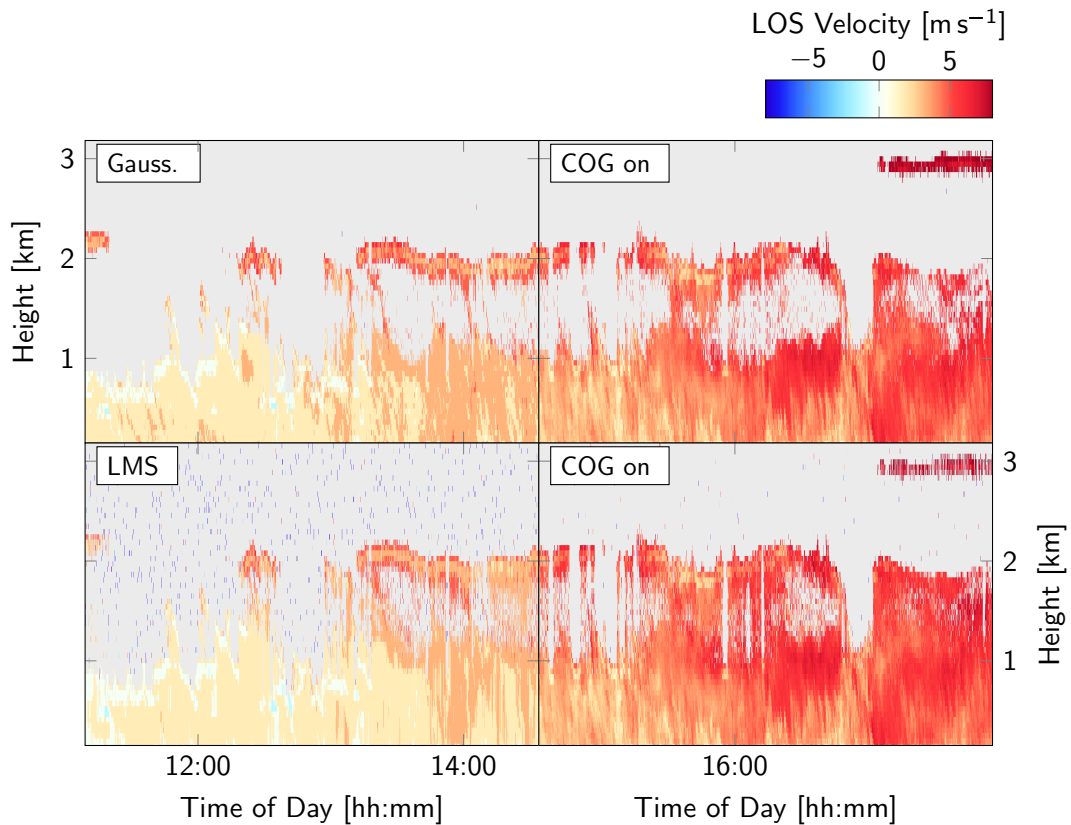 LOS Velocity [m s⁻¹]
−5 0 5
Gauss.
COG on
3
2
1
Height [km]
LMS
COG on
3
2
1
Height [km]
12:00 14:00 16:00
Time of Day [hh:mm] Time of Day [hh:mm]